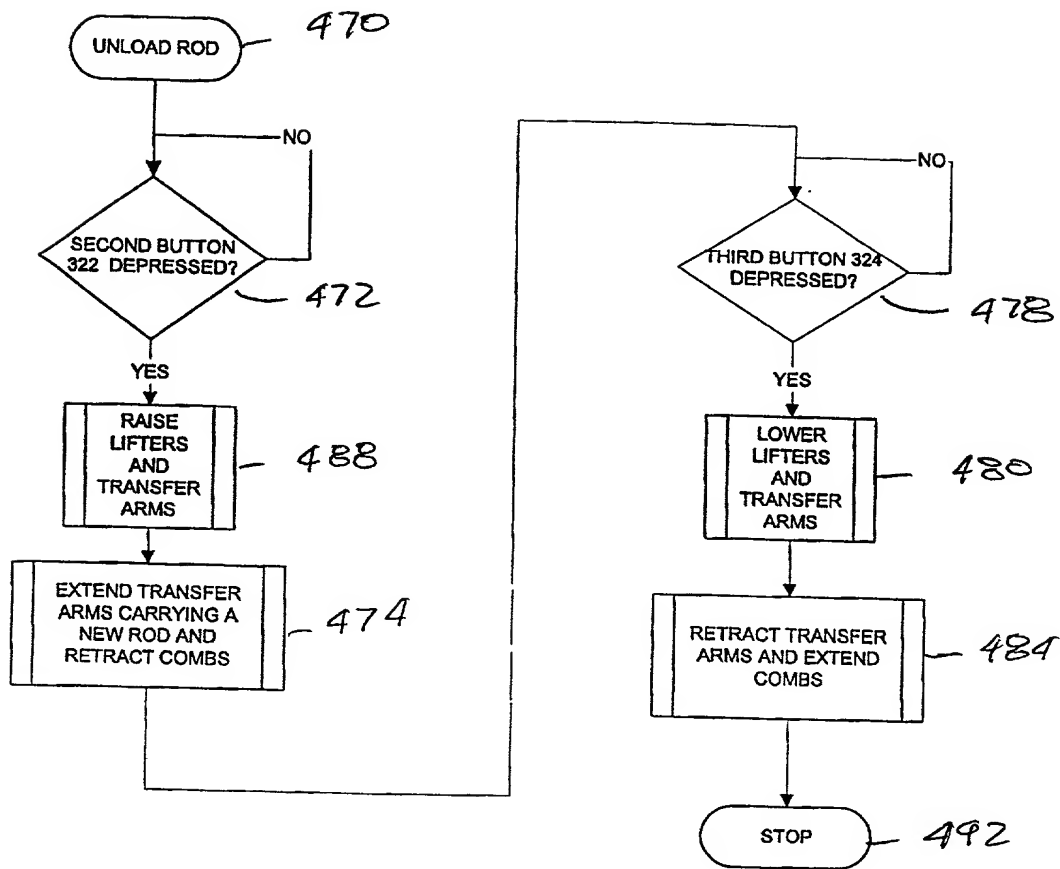 UNLOAD ROD
470
NO
SECOND BUTTON
322 DEPRESSED?
472
YES
RAISE
LIFTERS
AND
TRANSFER
ARMS
488
EXTEND TRANSFER
ARMS CARRYING A
NEW ROD AND
RETRACT COMBS
474
NO
THIRD BUTTON 324
DEPRESSED?
478
YES
LOWER
LIFTERS
AND
TRANSFER
ARMS
480
RETRACT TRANSFER
ARMS AND EXTEND
COMBS
484
STOP
492